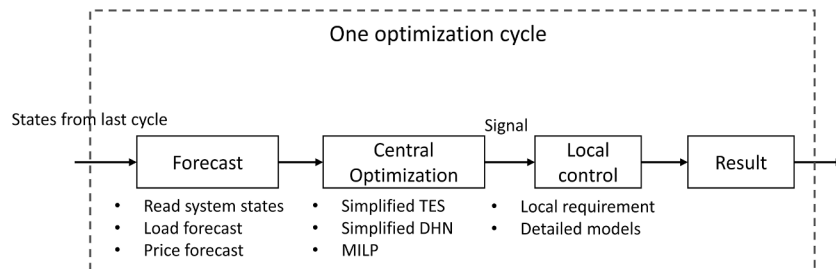 One optimization cycle
States from last cycle
Forecast
• Read system states
• Load forecast
• Price forecast
Central
Optimization
• Simplified TES
• Simplified DHN
• MILP
Signal
Local
control
• Local requirement
• Detailed models
Result